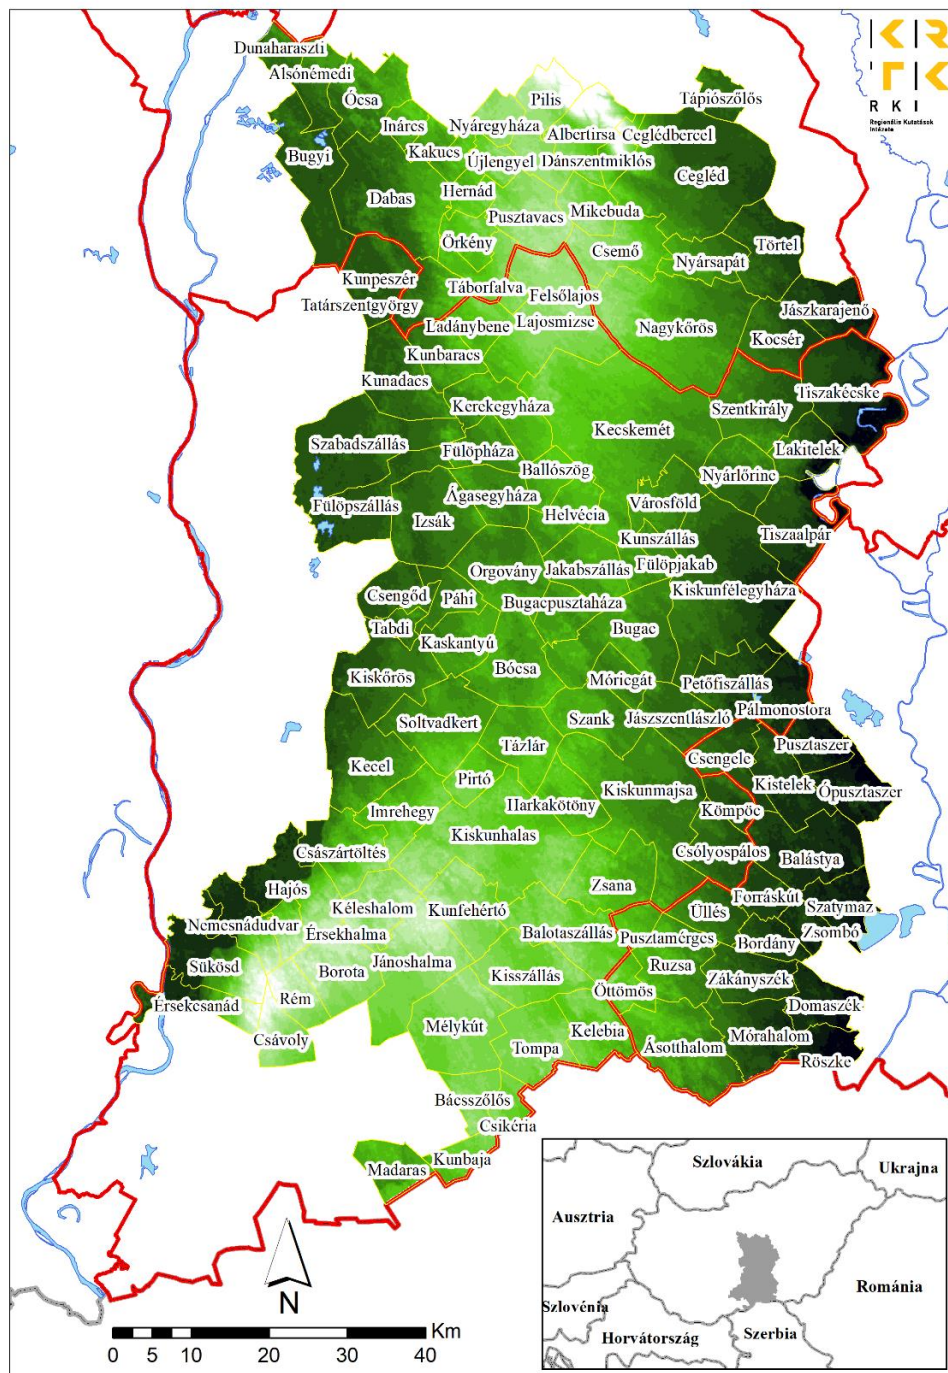 Dunaharaszti
Alsónémedi
Ócsa
Pilis
Tápiószőlős
KR
TK
RKI
Regionális Kutatások
Intézete
Inárcs
Nyáregyháza
Albertirsa
Ceglédbercel
Bugyi
Kakucs
Újlengyel
Dánszentmiklós
Cegléd
Dabas
Hernád
Pusztavacs
Mikebuda
Örkény
Csemő
Nyársapát
Törtel
Kunpeszér
Táborfalva
Felsőlajos
Tatárszentgyörgy
Ladánybene
Lajosmizse
Nagykőrös
Jászkarajenő
Kocsér
Kunbaracs
Kunadacs
Tiszakécske
Kerekegyháza
Szentkirály
Kecskemét
Szabadszállás
Fülöpháza
Lakitelek
Ballószög
Nyárlőrinc
Fülöpszállás
Ágasegyháza
Izsák
Helvécia
Városföld
Kunszállás
Tiszaalpár
Orgovány
Jakabszállás
Fülöpjakab
Kiskunfélegyháza
Csengőd
Páhi
Bugacpusztaháza
Tabdi
Kaskantyú
Bugac
Bócsa
Kiskőrös
Móricgát
Petőfiszállás
Soltvadkert
Szank
Jászszentlászló
Pálmonostora
Tázlár
Pusztaszer
Kecel
Csengele
Pirtó
Kistelek
Ópusztaszer
Imrehegy
Harkakötöny
Kiskunmajsa
Kömpöc
Kiskunhalas
Császártöltés
Csólyospálos
Balástya
Hajós
Zsana
Kéleshalom
Kunfehértó
Üllés
Forráskút
Szatymaz
Nemesnádudvar
Érsekhalma
Balotaszállás
Pusztamérges
Bordány
Zsombó
Sükösd
Borota
Jánoshalma
Kisszállás
Ruzsa
Zákányszék
Érsekcsanád
Rém
Öttömös
Domaszék
Csávoly
Mélykút
Kelebia
Tompa
Ásotthalom
Mórahalom
Röszke
Bácsszőlős
Csikéria
Kunbaja
Madaras
N
Km
0 5 10 20 30 40
Szlovákia
Ukrajna
Ausztria
Románia
Szlovénia
Horvátország
Szerbia